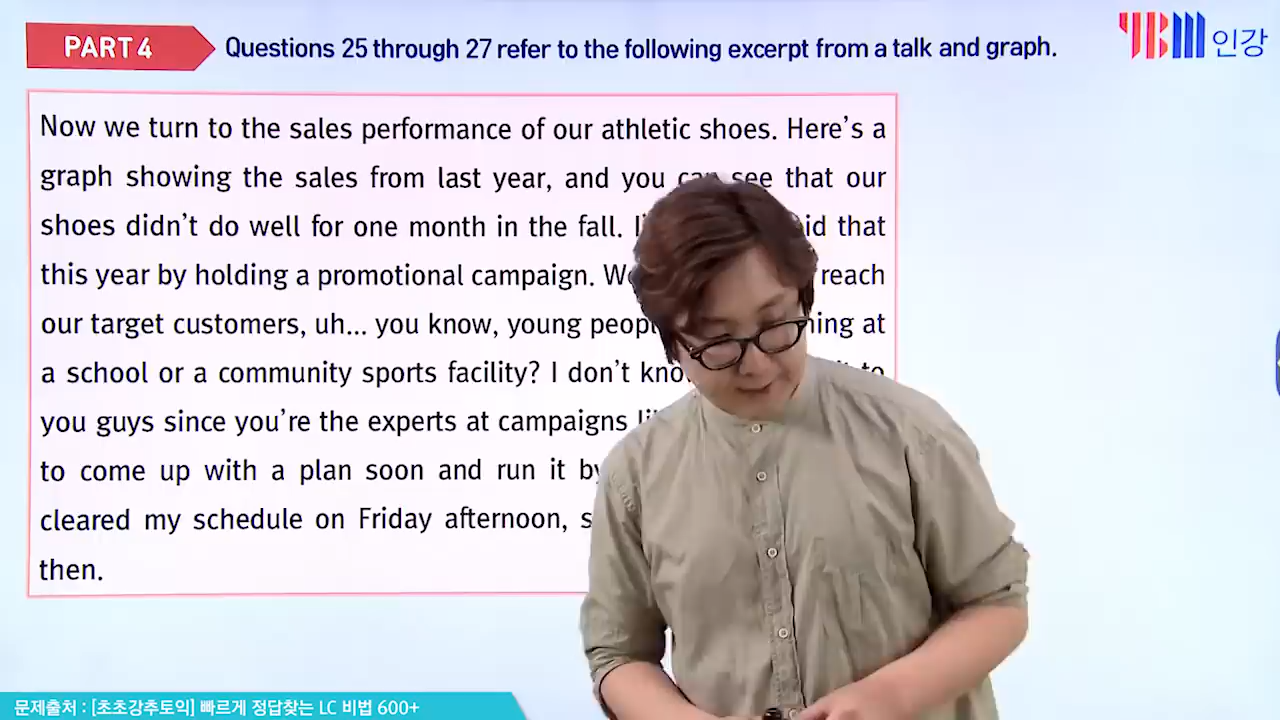 PART 4
Questions 25 through 27 refer to the following excerpt from a talk and graph.
YBM 인강
Now we turn to the sales performance of our athletic shoes. Here's a
graph showing the sales from last year, and you can see that our
shoes didn't do well for one month in the fall. that
this year by holding a promotional campaign. reach
our target customers, uh... you know, young at
a school or a community sports facility? I don't to
you guys since you're the experts at campaigns
to come up with a plan soon and run it
cleared my schedule on Friday afternoon,
then.
문제출처 : [초초강추토익] 빠르게 정답찾는 LC 비법 600+